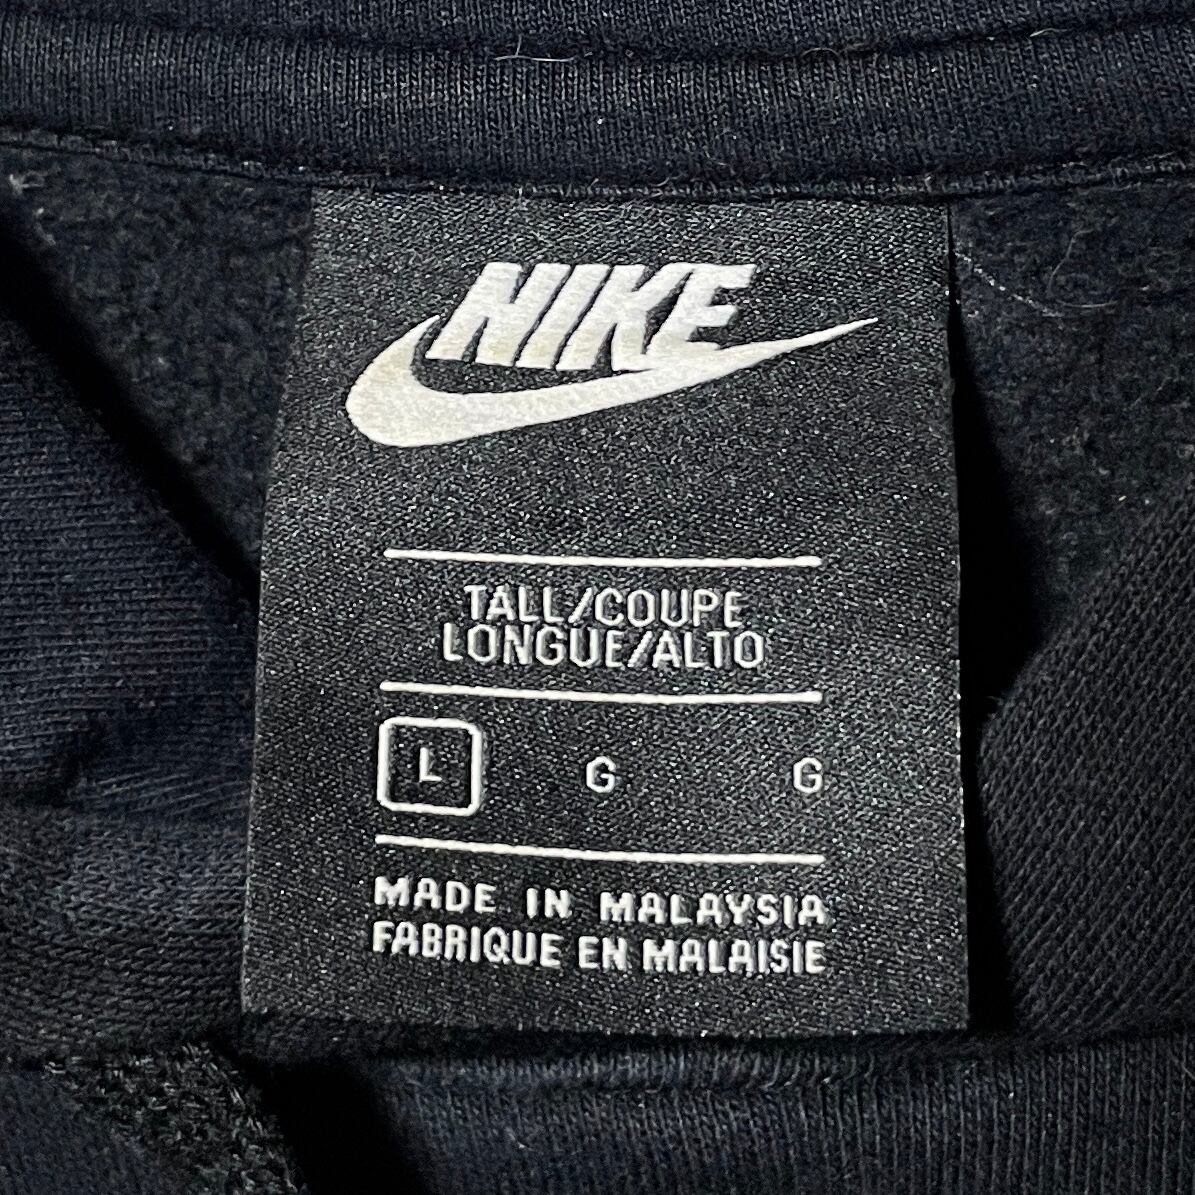 NIKE
TALL/COUPE
LONGUE/ALTO
L G G
MADE IN MALAYSIA
FABRIQUE EN MALAISIE